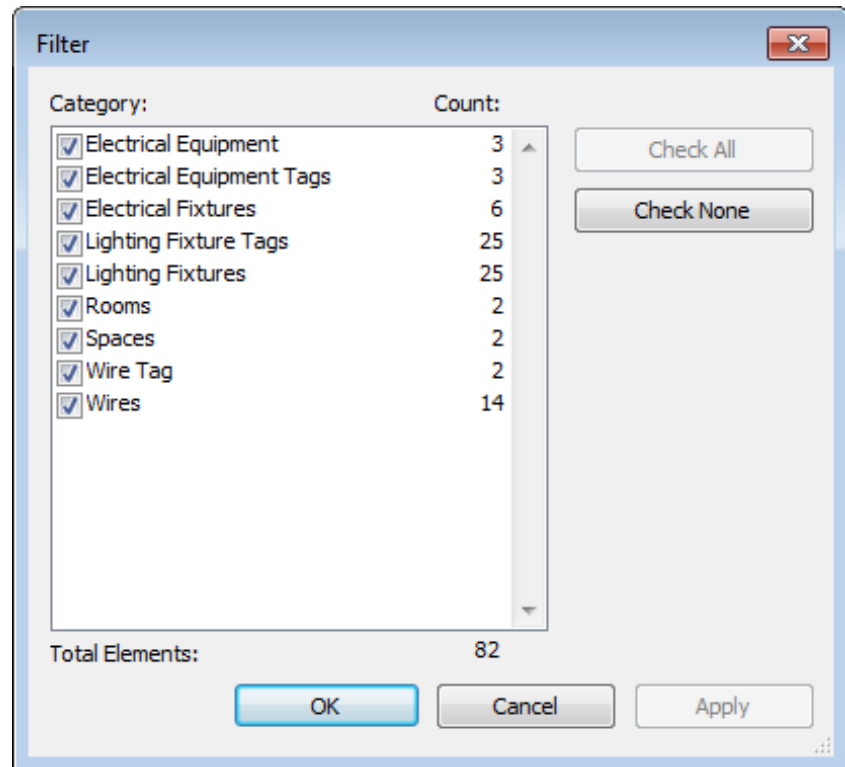 Filter
Category: Count:
Electrical Equipment 3
Check All
Electrical Equipment Tags 3
Electrical Fixtures 6
Check None
Lighting Fixture Tags 25
Lighting Fixtures 25
Rooms 2
Spaces 2
Wire Tag 2
Wires 14
Total Elements: 82
OK Cancel Apply